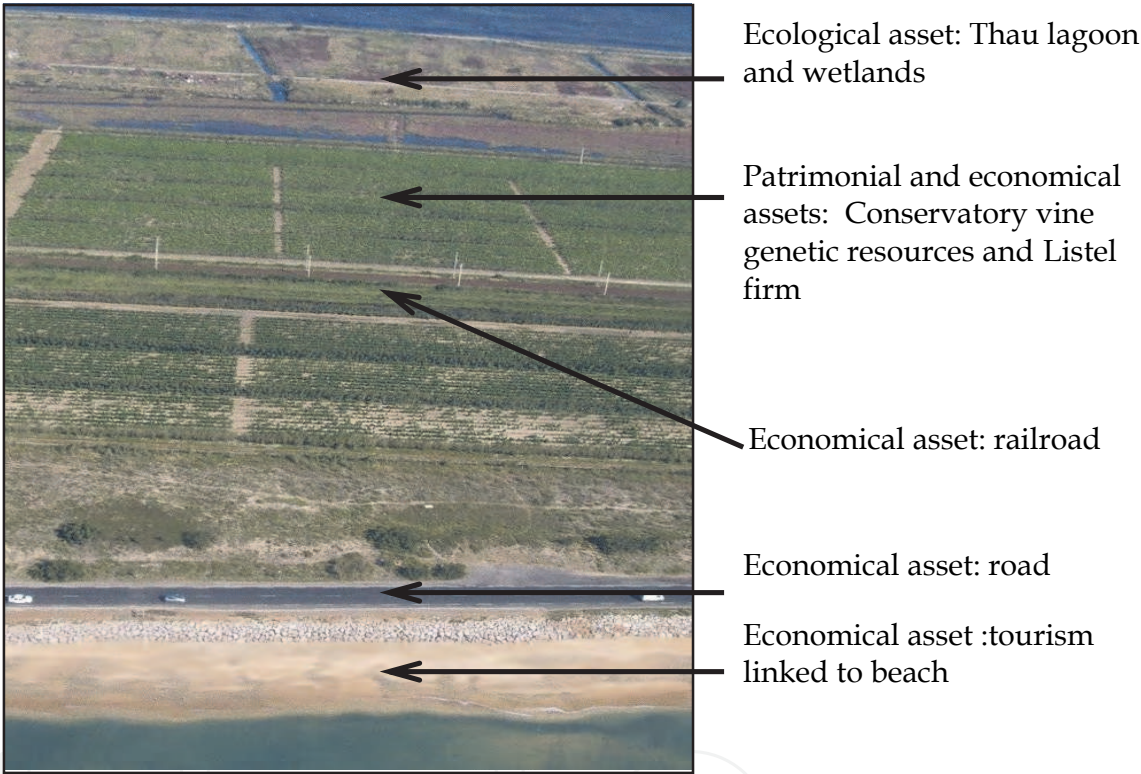 Ecological asset: Thau lagoon
and wetlands
Patrimonial and economical
assets:  Conservatory vine
genetic resources and Listel
firm
Economical asset: railroad
Economical asset: road
Economical asset :tourism
linked to beach